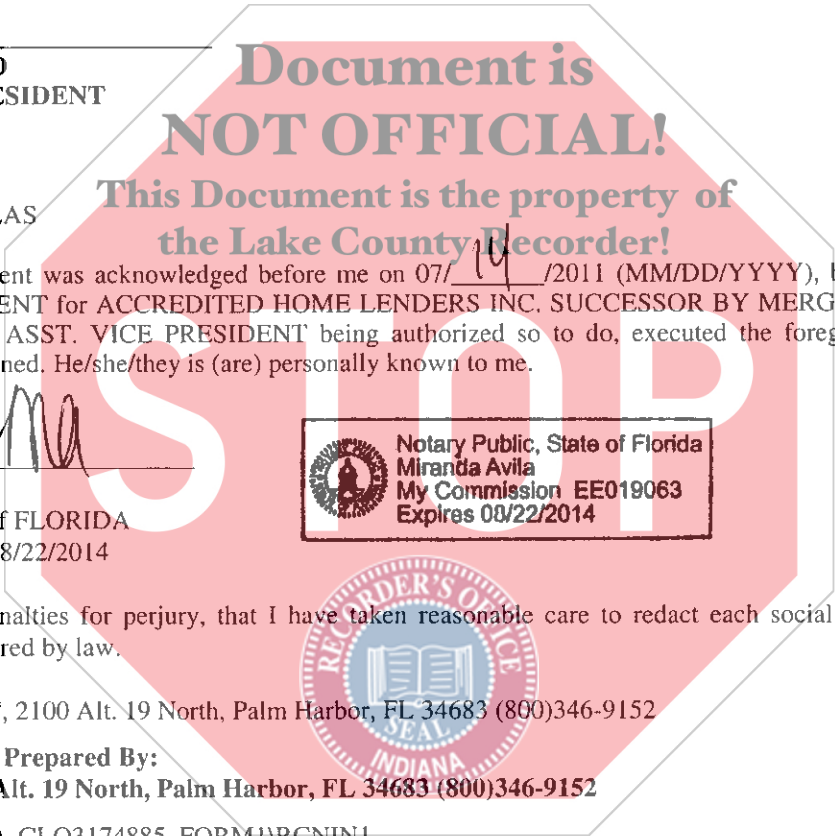 Document is
NOT OFFICIAL!
This Document is the property of
the Lake County Recorder!
SIDENT
LAS
ent was acknowledged before me on 07/ 14 /2011 (MM/DD/YYYY), b
ENT for ACCREDITED HOME LENDERS INC. SUCCESSOR BY MERG
ASST. VICE PRESIDENT being authorized so to do, executed the foreg
ned. He/she/they is (are) personally known to me.
STOP
Notary Public, State of Florida
Miranda Avila
My Commission EE019063
Expires 08/22/2014
f FLORIDA
8/22/2014
nalties for perjury, that I have taken reasonable care to redact each social
red by law.
, 2100 Alt. 19 North, Palm Harbor, FL 34683 (800)346-9152
Prepared By:
Alt. 19 North, Palm Harbor, FL 34683 (800)346-9152
RECORDER'S OFFICE
SEAL
INDIANA
CLO3174885 FORM1\RCNIN1